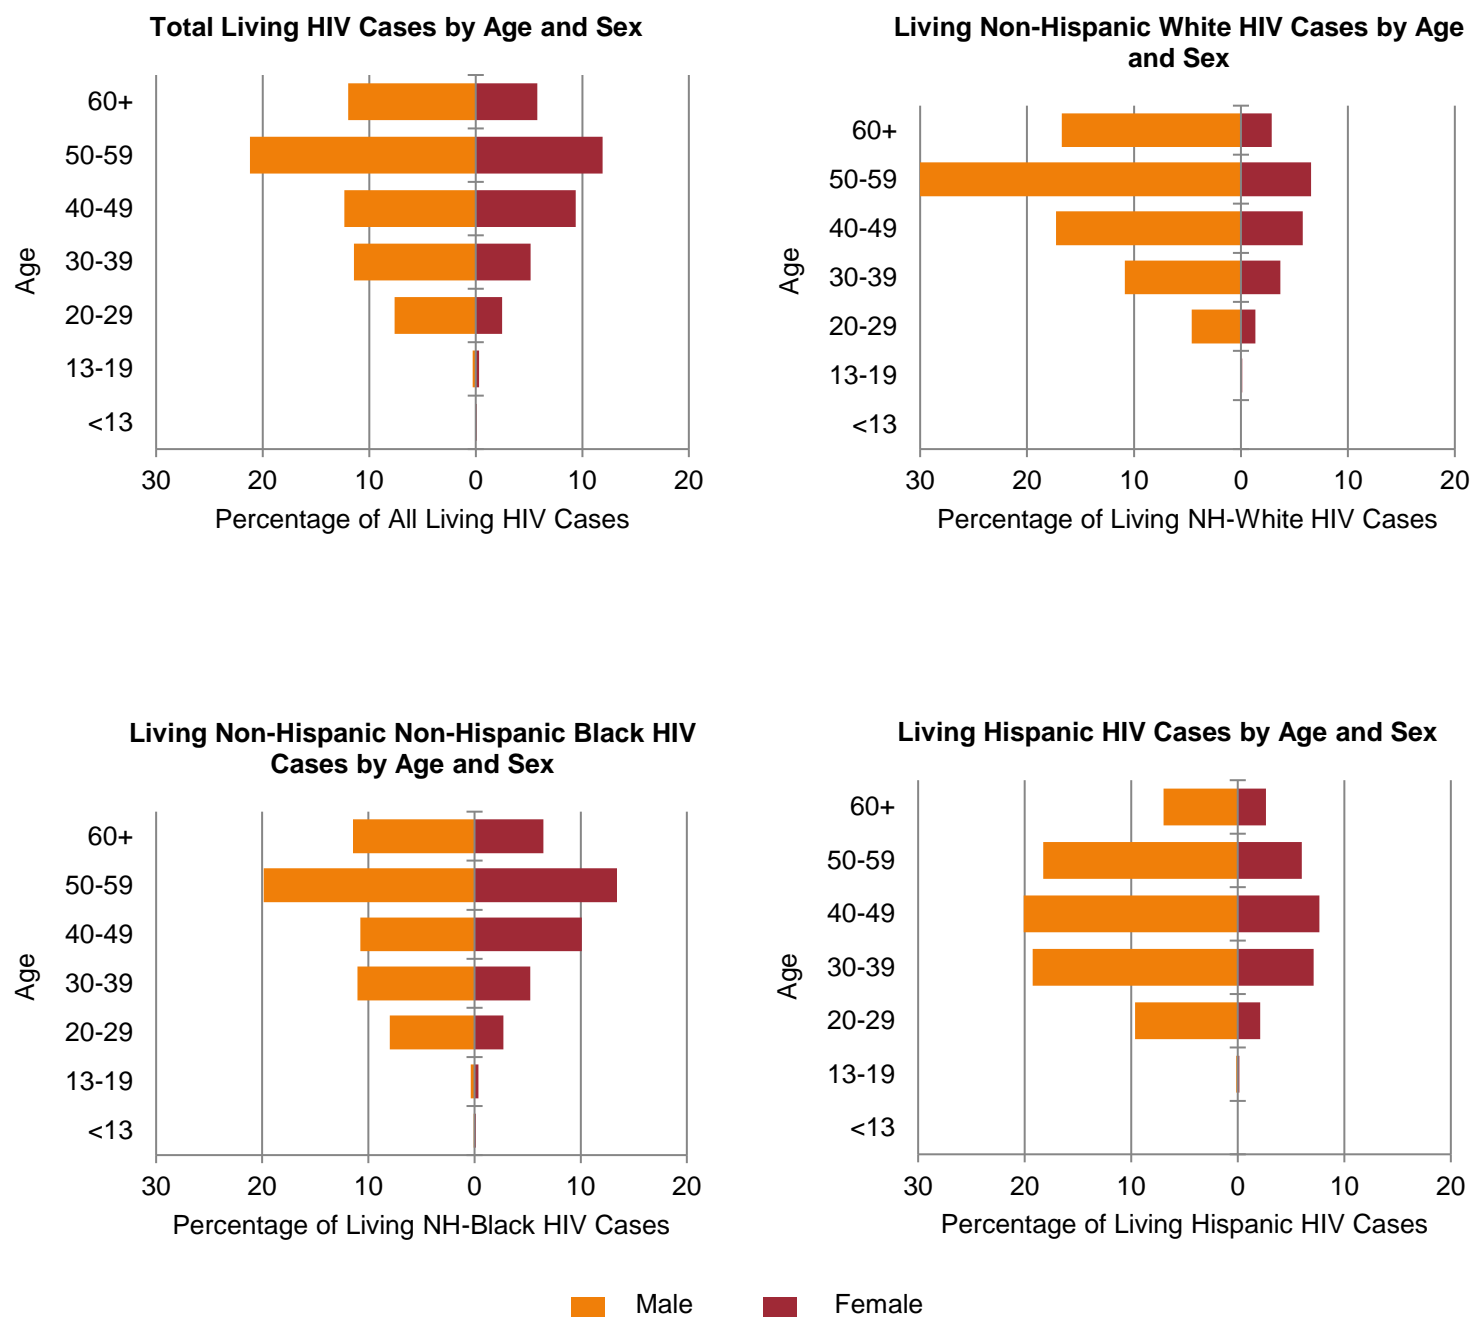 Total Living HIV Cases by Age and Sex
60+
50-59
40-49
30-39
20-29
13-19
<13
Age
30 20 10 0 10 20
Percentage of All Living HIV Cases
Living Non-Hispanic White HIV Cases by Age
and Sex
60+
50-59
40-49
30-39
20-29
13-19
<13
Age
30 20 10 0 10 20
Percentage of Living NH-White HIV Cases
Living Non-Hispanic Non-Hispanic Black HIV
Cases by Age and Sex
60+
50-59
40-49
30-39
20-29
13-19
<13
Age
30 20 10 0 10 20
Percentage of Living NH-Black HIV Cases
Living Hispanic HIV Cases by Age and Sex
60+
50-59
40-49
30-39
20-29
13-19
<13
Age
30 20 10 0 10 20
Percentage of Living Hispanic HIV Cases
Male Female